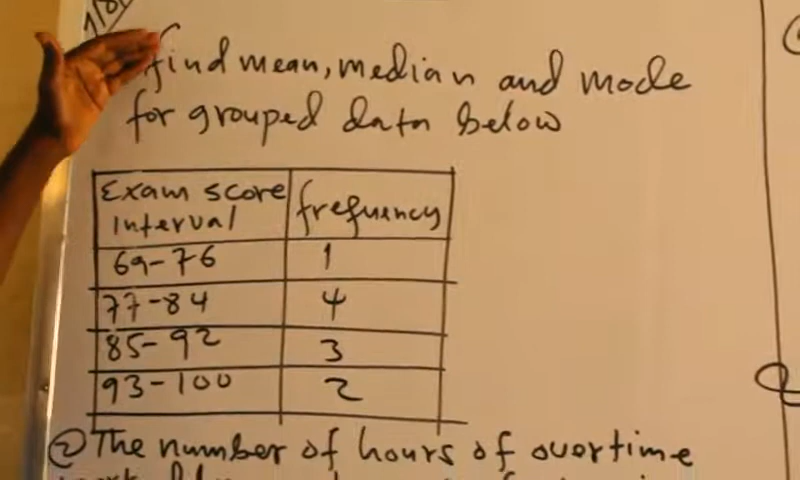 find mean, median and mode
for grouped data below
Exam score interval frequency
69-76 1
77-84 4
85-92 3
93-100 2
② The number of hours of overtime